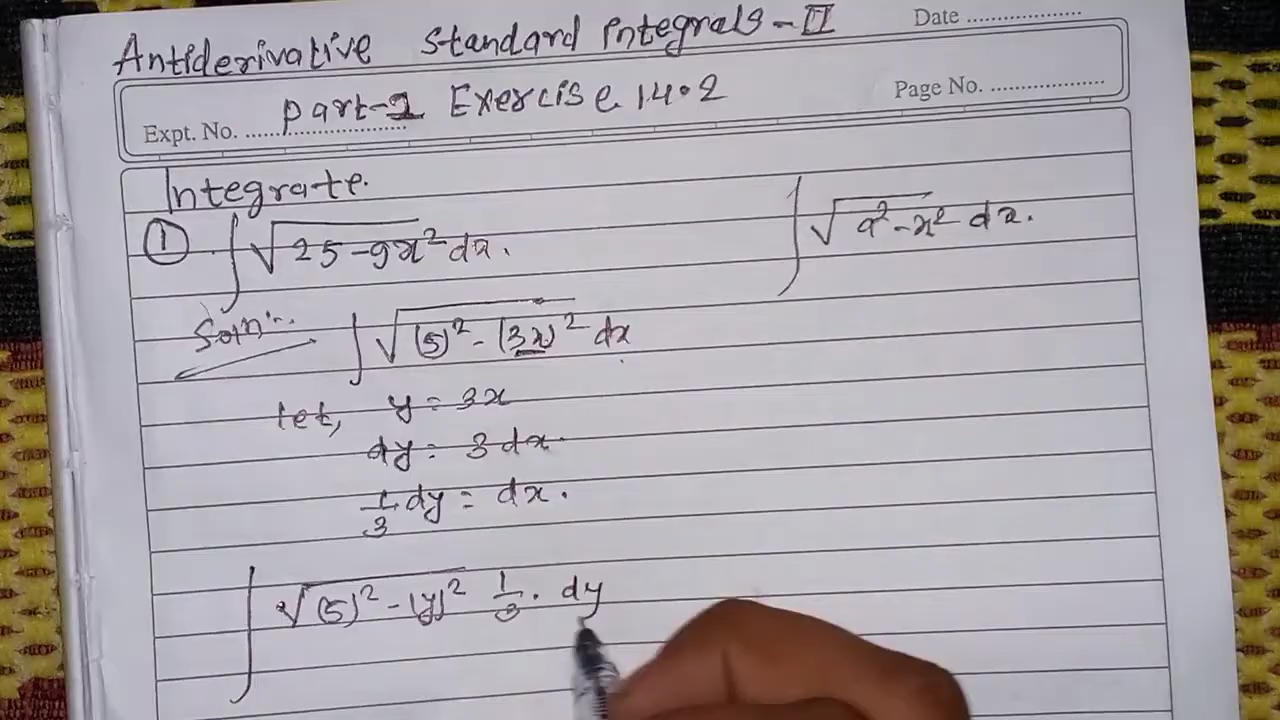 Antiderivative Standard Integrals-II
Date ....................
Expt. No. .................... Part-1 Exercise 14.2
Page No. ....................
Integrate.
① ∫√25-9x² dx.
∫√a²-x² dx.
Soln:
∫√(5)²-(3x)² dx
let, y = 3x
dy = 3 dx.
1/3 dy = dx.
∫√(5)²-(y)² 1/3 . dy